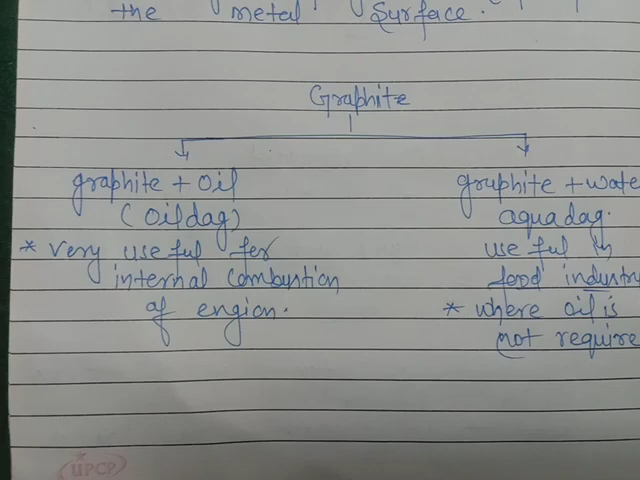 the metal surface.
Graphite
graphite + oil
(oildag)
* very useful for
internal combustion
of engion.
graphite + wate
aquadag.
useful in
food industr
* where oil is
not require
UPCP